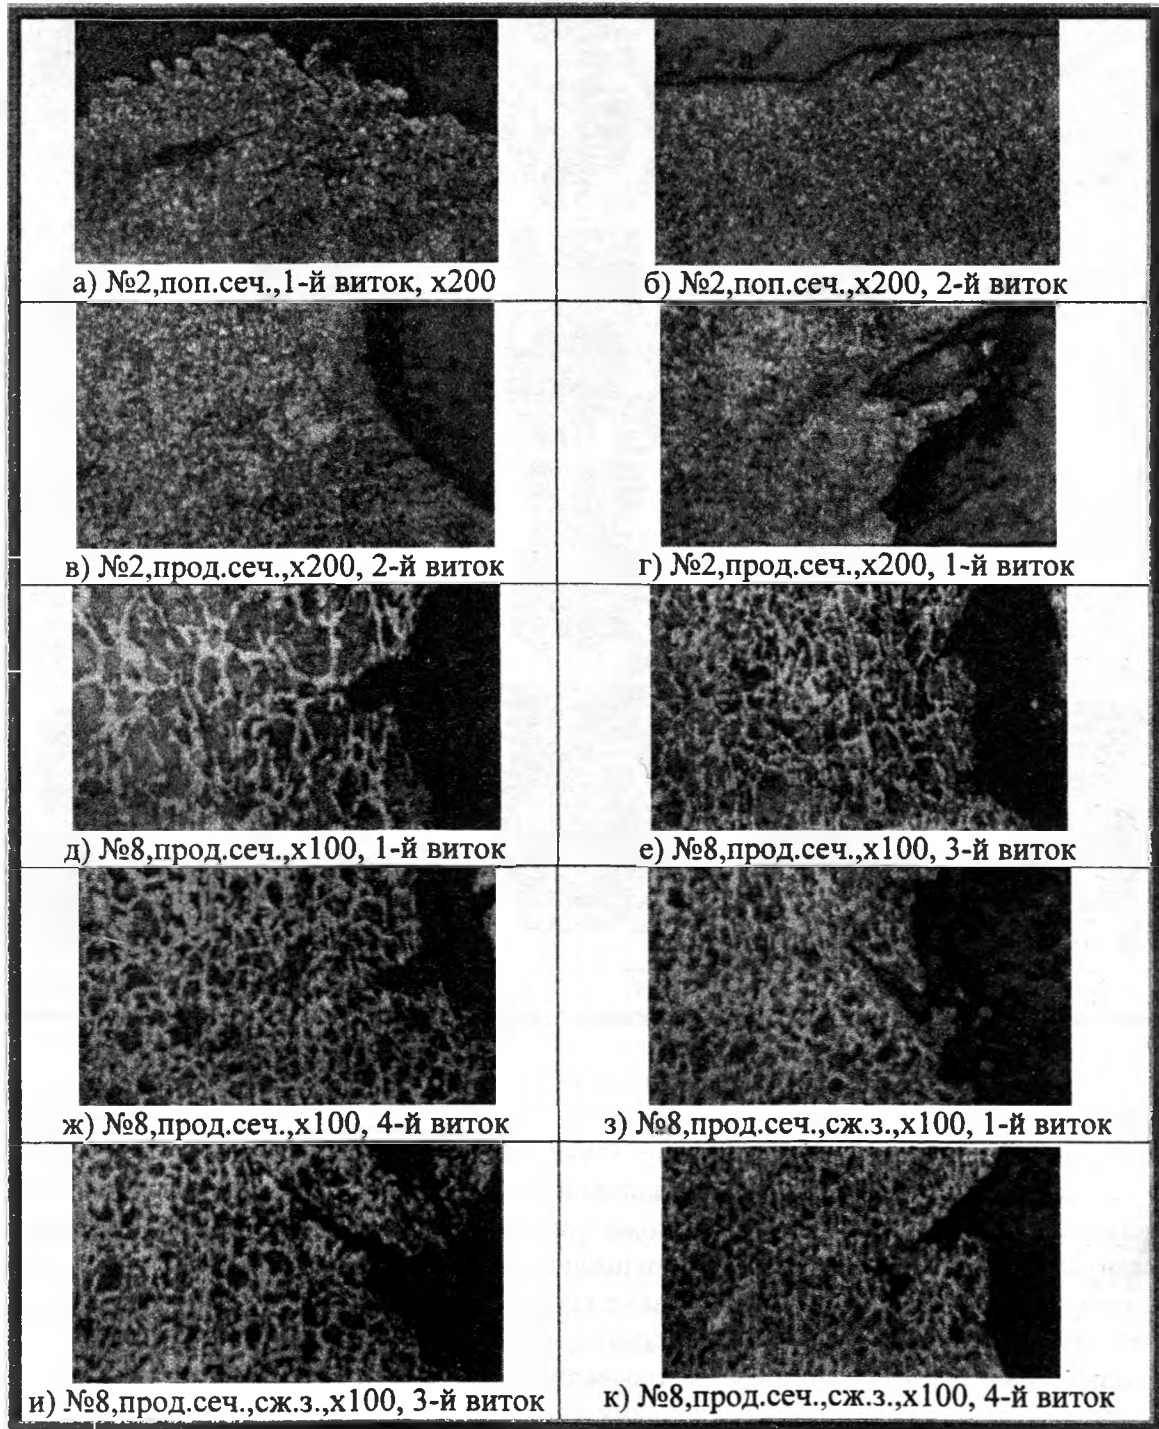 а) №2,поп.сеч.,1-й виток, х200
б) №2,поп.сеч.,х200, 2-й виток
в) №2,прод.сеч.,х200, 2-й виток
г) №2,прод.сеч.,х200, 1-й виток
д) №8,прод.сеч.,х100, 1-й виток
е) №8,прод.сеч.,х100, 3-й виток
ж) №8,прод.сеч.,х100, 4-й виток
з) №8,прод.сеч.,сж.з.,х100, 1-й виток
и) №8,прод.сеч.,сж.з.,х100, 3-й виток
к) №8,прод.сеч.,сж.з.,х100, 4-й виток